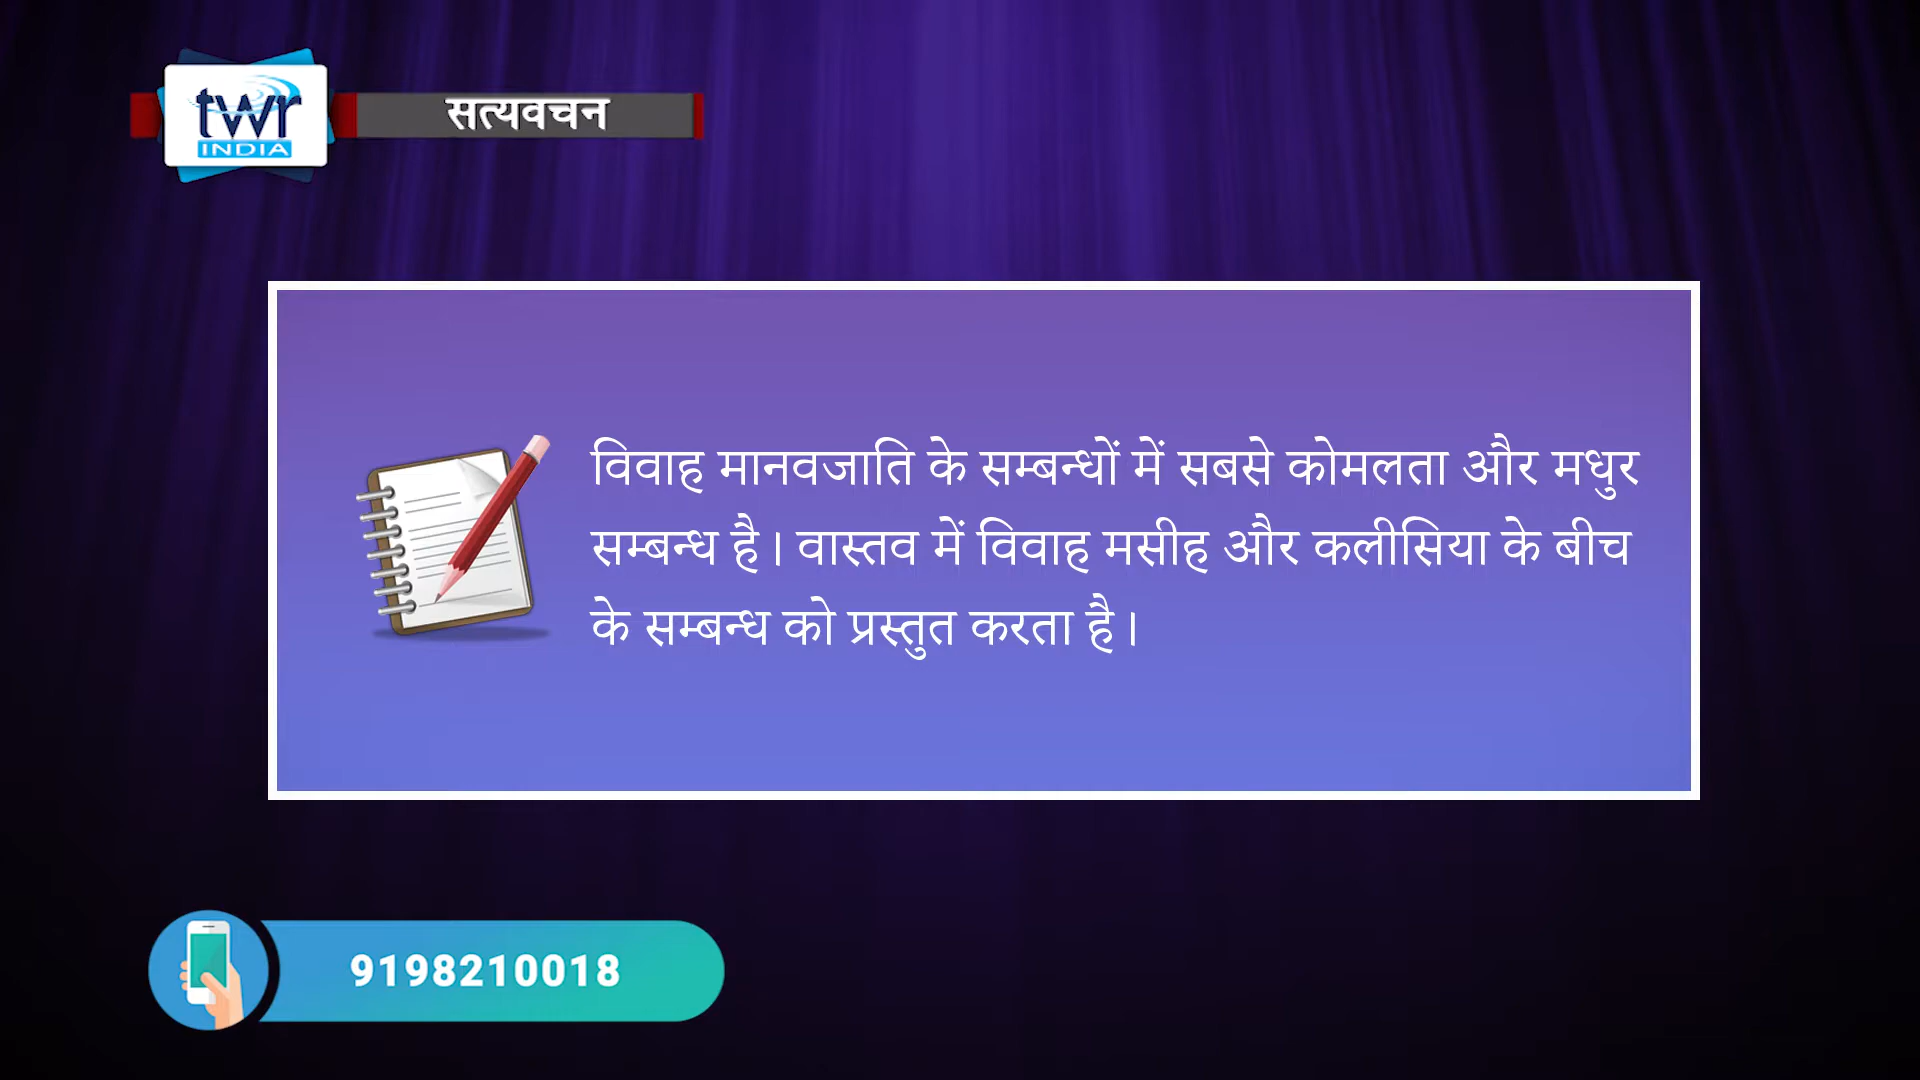 twr
INDIA
सत्यवचन
विवाह मानवजाति के सम्बन्धों में सबसे कोमलता और मधुर
सम्बन्ध है। वास्तव में विवाह मसीह और कलीसिया के बीच
के सम्बन्ध को प्रस्तुत करता है।
9198210018